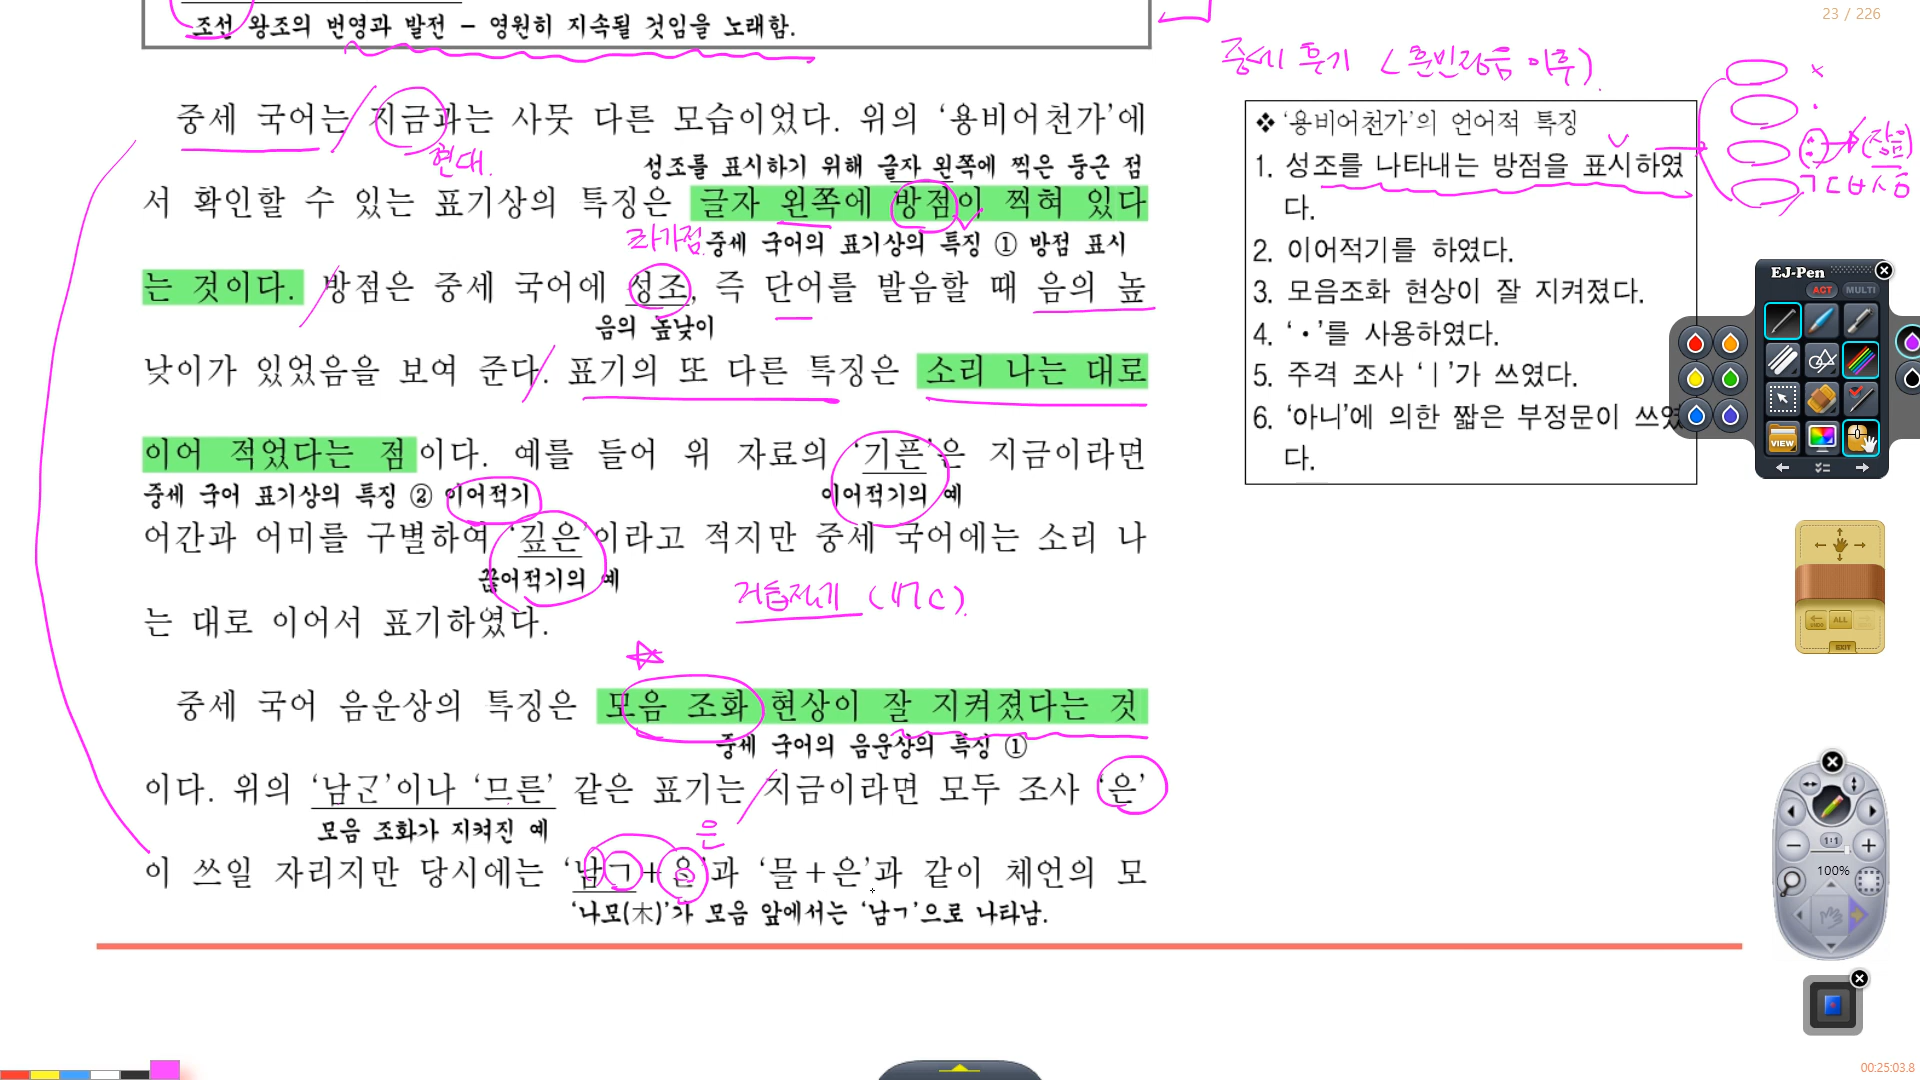 23 / 226
조선 왕조의 번영과 발전 – 영원히 지속될 것임을 노래함.
중세 국어는 지금과는 사뭇 다른 모습이었다. 위의 ‘용비어천가’에
현대.
성조를 표시하기 위해 글자 왼쪽에 찍은 둥근 점
서 확인할 수 있는 표기상의 특징은 글자 왼쪽에 방점이 찍혀 있다
좌가점
중세 국어의 표기상의 특징 ① 방점 표시
는 것이다. 방점은 중세 국어에 성조, 즉 단어를 발음할 때 음의 높
음의 높낮이
낮이가 있었음을 보여 준다. 표기의 또 다른 특징은 소리 나는 대로
이어 적었다는 점이다. 예를 들어 위 자료의 ‘기픈’은 지금이라면
중세 국어 표기상의 특징 ② 이어적기
이어적기의 예
어간과 어미를 구별하여 ‘깊은’이라고 적지만 중세 국어에는 소리 나
끊어적기의 예
거듭적기 (17C).
는 대로 이어서 표기하였다.
중세 국어 음운상의 특징은 모음 조화 현상이 잘 지켜졌다는 것
중세 국어의 음운상의 특징 ①
이다. 위의 ‘남ᄀᆞᆫ’이나 ‘므른’ 같은 표기는 지금이라면 모두 조사 ‘은’
모음 조화가 지켜진 예
은
이 쓰일 자리지만 당시에는 ‘남ㄱ+ᄋᆞᆫ’과 ‘믈+은’과 같이 체언의 모
‘나모(木)’가 모음 앞에서는 ‘남ㄱ’으로 나타남.
중세 후기 (훈민정음 이후).
❖ ‘용비어천가’의 언어적 특징
1. 성조를 나타내는 방점을 표시하였
다.
2. 이어적기를 하였다.
3. 모음조화 현상이 잘 지켜졌다.
4. ‘ㆍ’를 사용하였다.
5. 주격 조사 ‘ㅣ’가 쓰였다.
6. ‘아니’에 의한 짧은 부정문이 쓰였
다.
EJ-Pen
ACT MULTI
VIEW
ALL
EXIT
1:1
100%
00:25:03.8